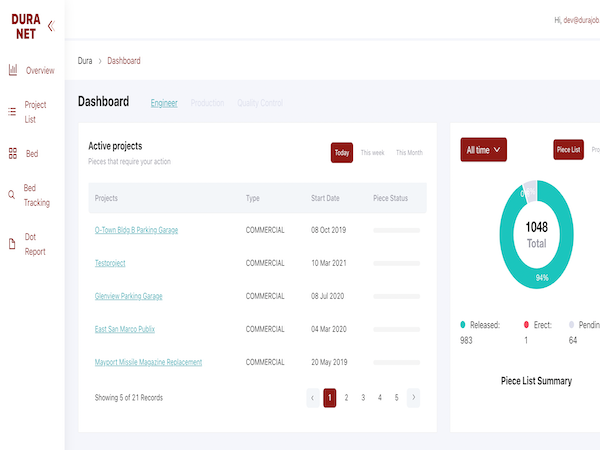 DURA
NET
Hi, dev@durajob
Overview
Project
List
Bed
Bed
Tracking
Dot
Report
Dura > Dashboard
Dashboard Engineer Production Quality Control
Active projects
Pieces that require your action
Today This week This Month
Projects Type Start Date Piece Status
O-Town Bldg B Parking Garage COMMERCIAL 08 Oct 2019
Testproject COMMERCIAL 10 Mar 2021
Glenview Parking Garage COMMERCIAL 08 Jul 2020
East San Marco Publix COMMERCIAL 04 Mar 2020
Mayport Missile Magazine Replacement COMMERCIAL 20 May 2019
Showing 5 of 21 Records
‹ 1 2 3 4 5 ›
All time Piece List Pro
1048
Total
94%
Released: Erect: Pendin
983 1 64
Piece List Summary